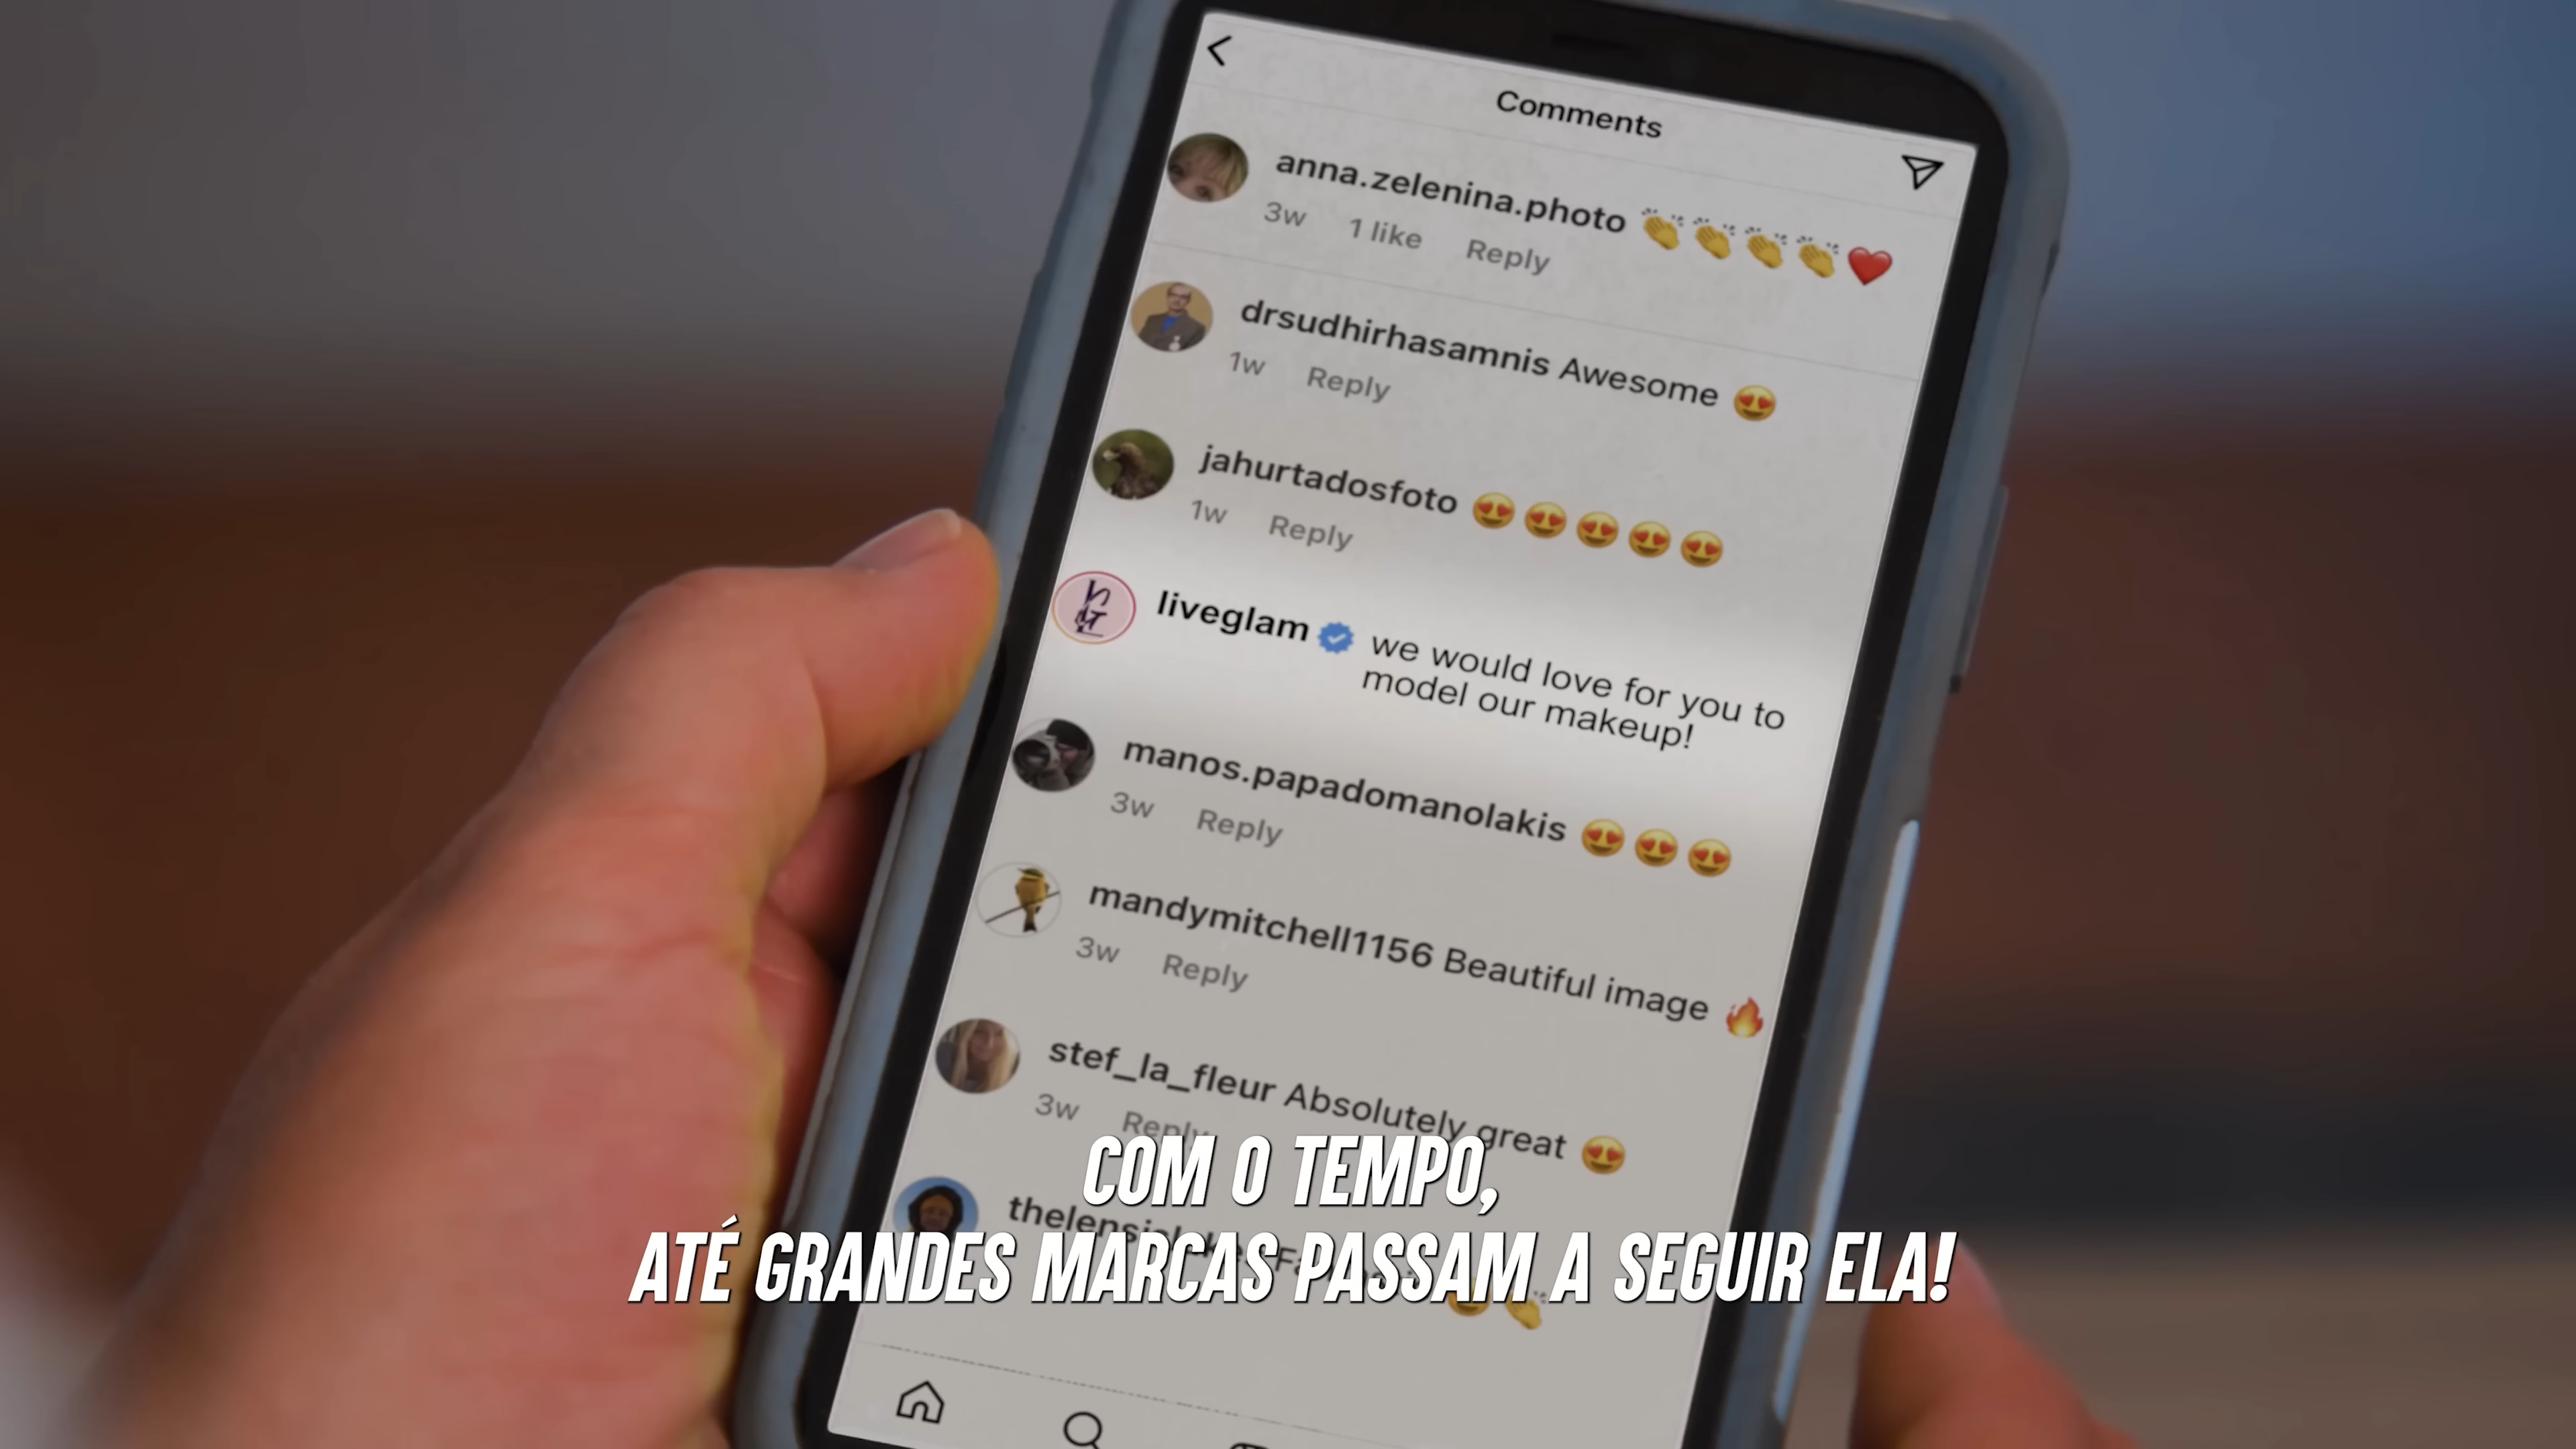 Comments
anna.zelenina.photo 👏👏👏👏❤️
3w 1 like Reply
drsudhirhasamnis Awesome 😍
1w Reply
jahurtadosfoto 😍😍😍😍😍
1w Reply
liveglam we would love for you to
model our makeup!
manos.papadomanolakis 😍😍😍
3w Reply
mandymitchell1156 Beautiful image 🔥
3w Reply
stef_la_fleur Absolutely great 😍
3w Reply
COM O TEMPO,
ATÉ GRANDES MARCAS PASSAM A SEGUIR ELA!